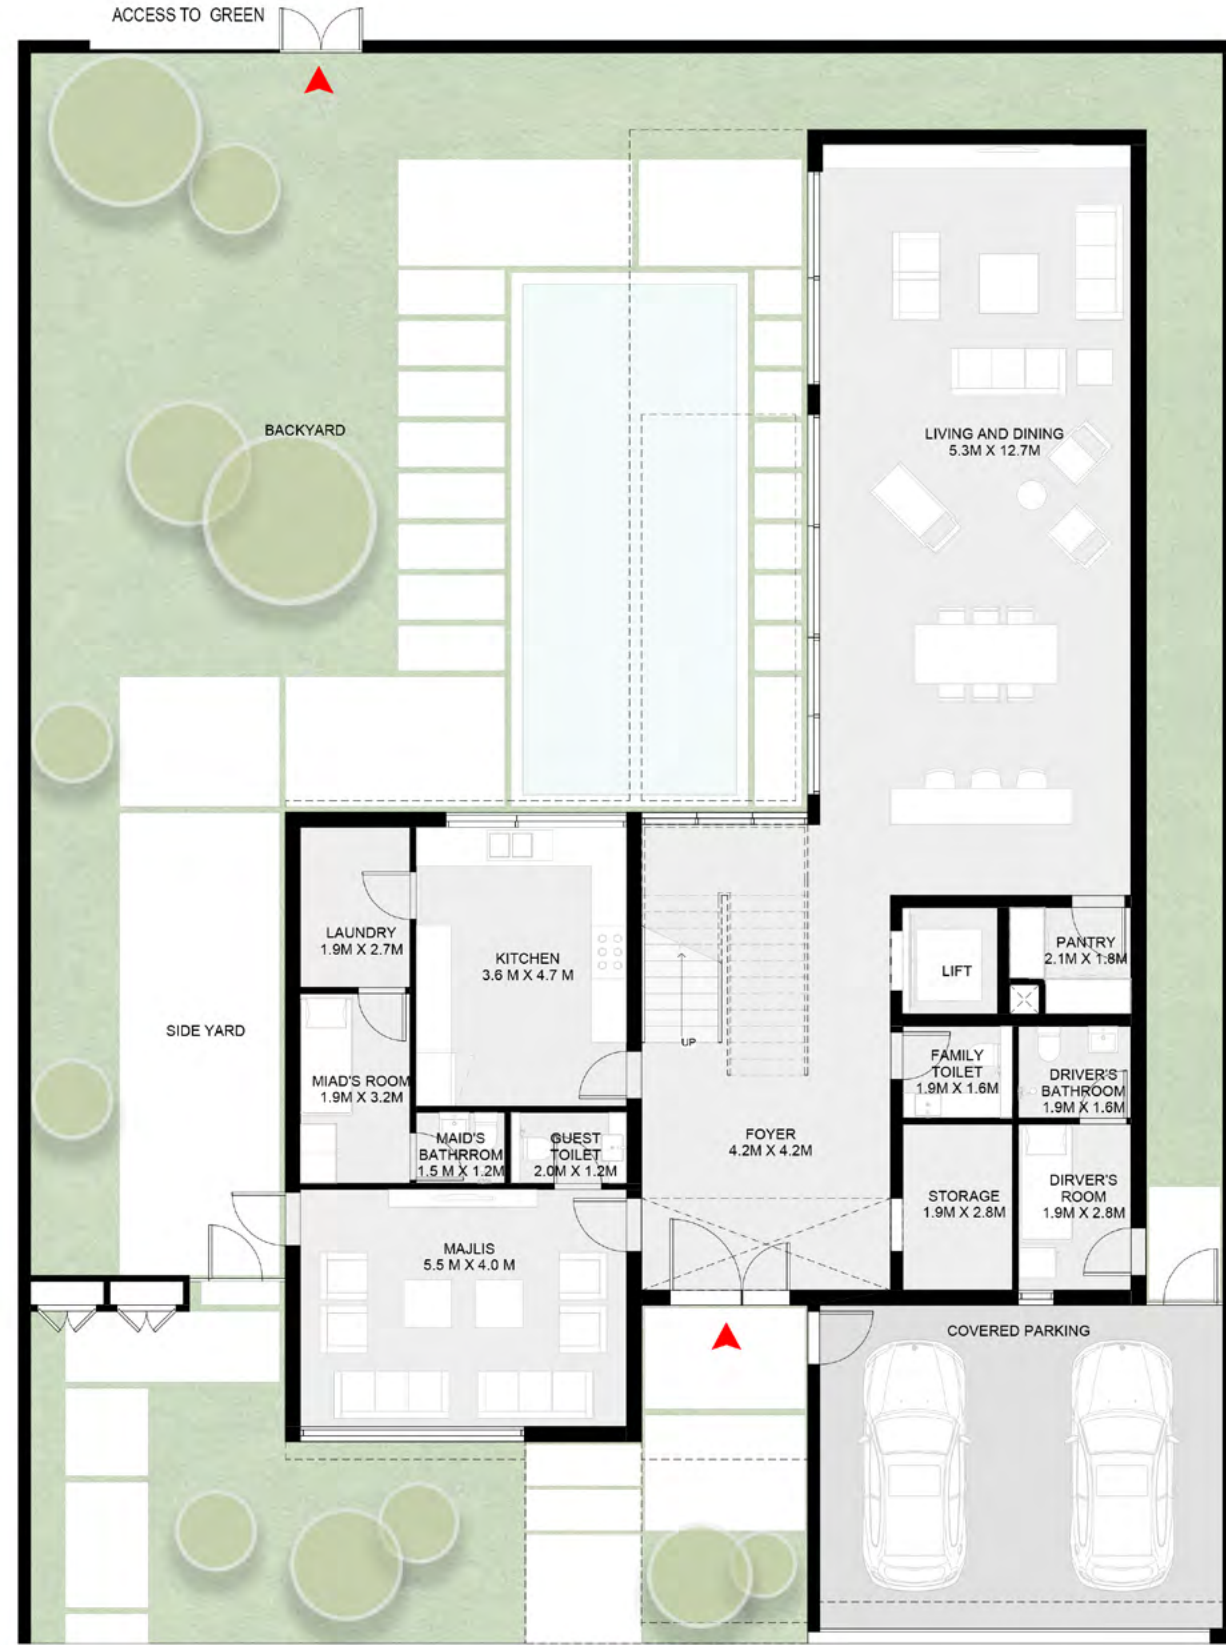 ACCESS TO GREEN
BACKYARD
LIVING AND DINING
5.3M X 12.7M
LAUNDRY
1.9M X 2.7M
KITCHEN
3.6 M X 4.7 M
LIFT
PANTRY
2.1M X 1.8M
SIDE YARD
UP
MIAD'S ROOM
1.9M X 3.2M
FAMILY
TOILET
1.9M X 1.6M
DRIVER'S
BATHROOM
1.9M X 1.6M
MAID'S
BATHRROM
1.5 M X 1.2M
GUEST
TOILET
2.0M X 1.2M
FOYER
4.2M X 4.2M
STORAGE
1.9M X 2.8M
DIRVER'S
ROOM
1.9M X 2.8M
MAJLIS
5.5 M X 4.0 M
COVERED PARKING